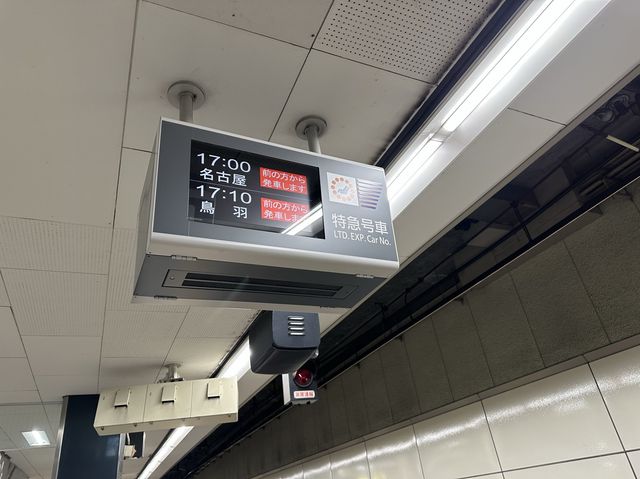 17:00
名古屋
前の方から
発車します
17:10
鳥 羽
前の方から
発車します
特急号車
LTD. EXP. Car No.